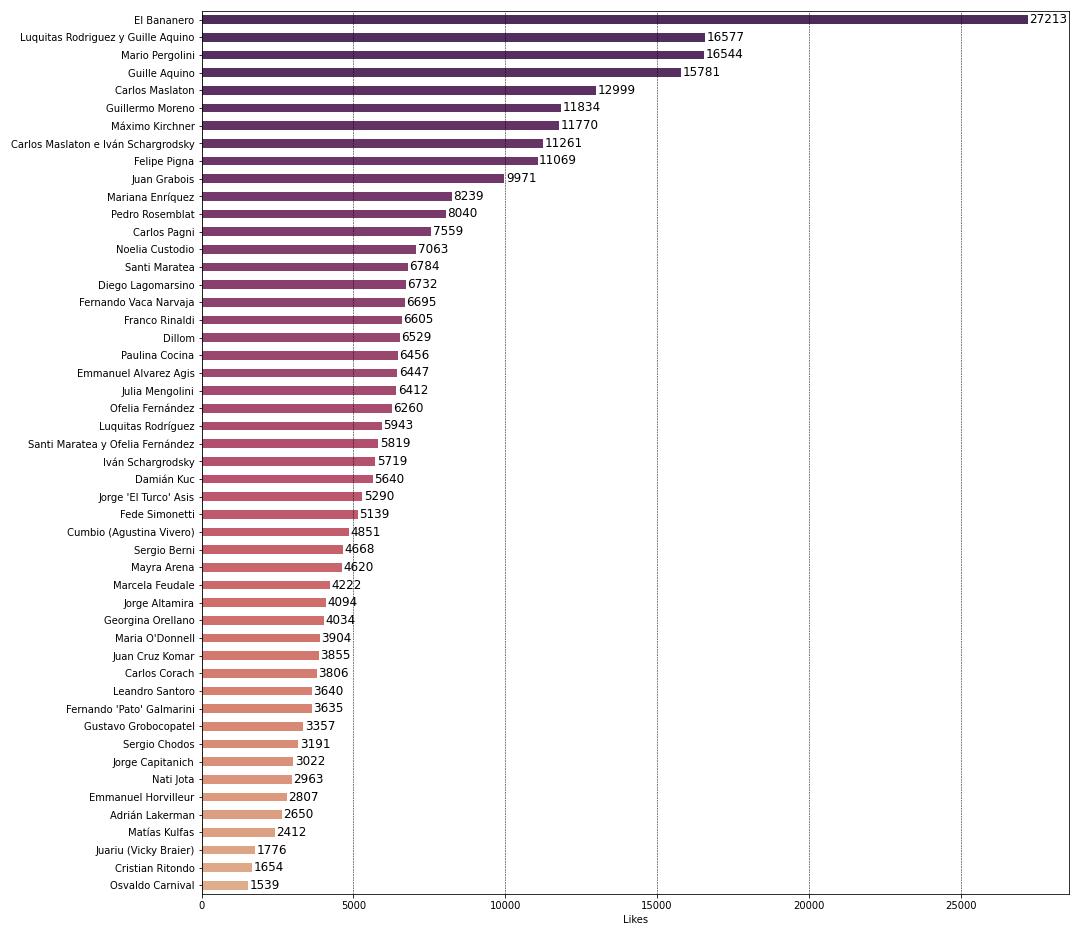 El Bananero 27213
Luquitas Rodriguez y Guille Aquino 16577
Mario Pergolini 16544
Guille Aquino 15781
Carlos Maslaton 12999
Guillermo Moreno 11834
Máximo Kirchner 11770
Carlos Maslaton e Iván Schargrodsky 11261
Felipe Pigna 11069
Juan Grabois 9971
Mariana Enríquez 8239
Pedro Rosemblat 8040
Carlos Pagni 7559
Noelia Custodio 7063
Santi Maratea 6784
Diego Lagomarsino 6732
Fernando Vaca Narvaja 6695
Franco Rinaldi 6605
Dillom 6529
Paulina Cocina 6456
Emmanuel Alvarez Agis 6447
Julia Mengolini 6412
Ofelia Fernández 6260
Luquitas Rodríguez 5943
Santi Maratea y Ofelia Fernández 5819
Iván Schargrodsky 5719
Damián Kuc 5640
Jorge 'El Turco' Asis 5290
Fede Simonetti 5139
Cumbio (Agustina Vivero) 4851
Sergio Berni 4668
Mayra Arena 4620
Marcela Feudale 4222
Jorge Altamira 4094
Georgina Orellano 4034
Maria O'Donnell 3904
Juan Cruz Komar 3855
Carlos Corach 3806
Leandro Santoro 3640
Fernando 'Pato' Galmarini 3635
Gustavo Grobocopatel 3357
Sergio Chodos 3191
Jorge Capitanich 3022
Nati Jota 2963
Emmanuel Horvilleur 2807
Adrián Lakerman 2650
Matías Kulfas 2412
Juariu (Vicky Braier) 1776
Cristian Ritondo 1654
Osvaldo Carnival 1539
0 5000 10000 15000 20000 25000
Likes